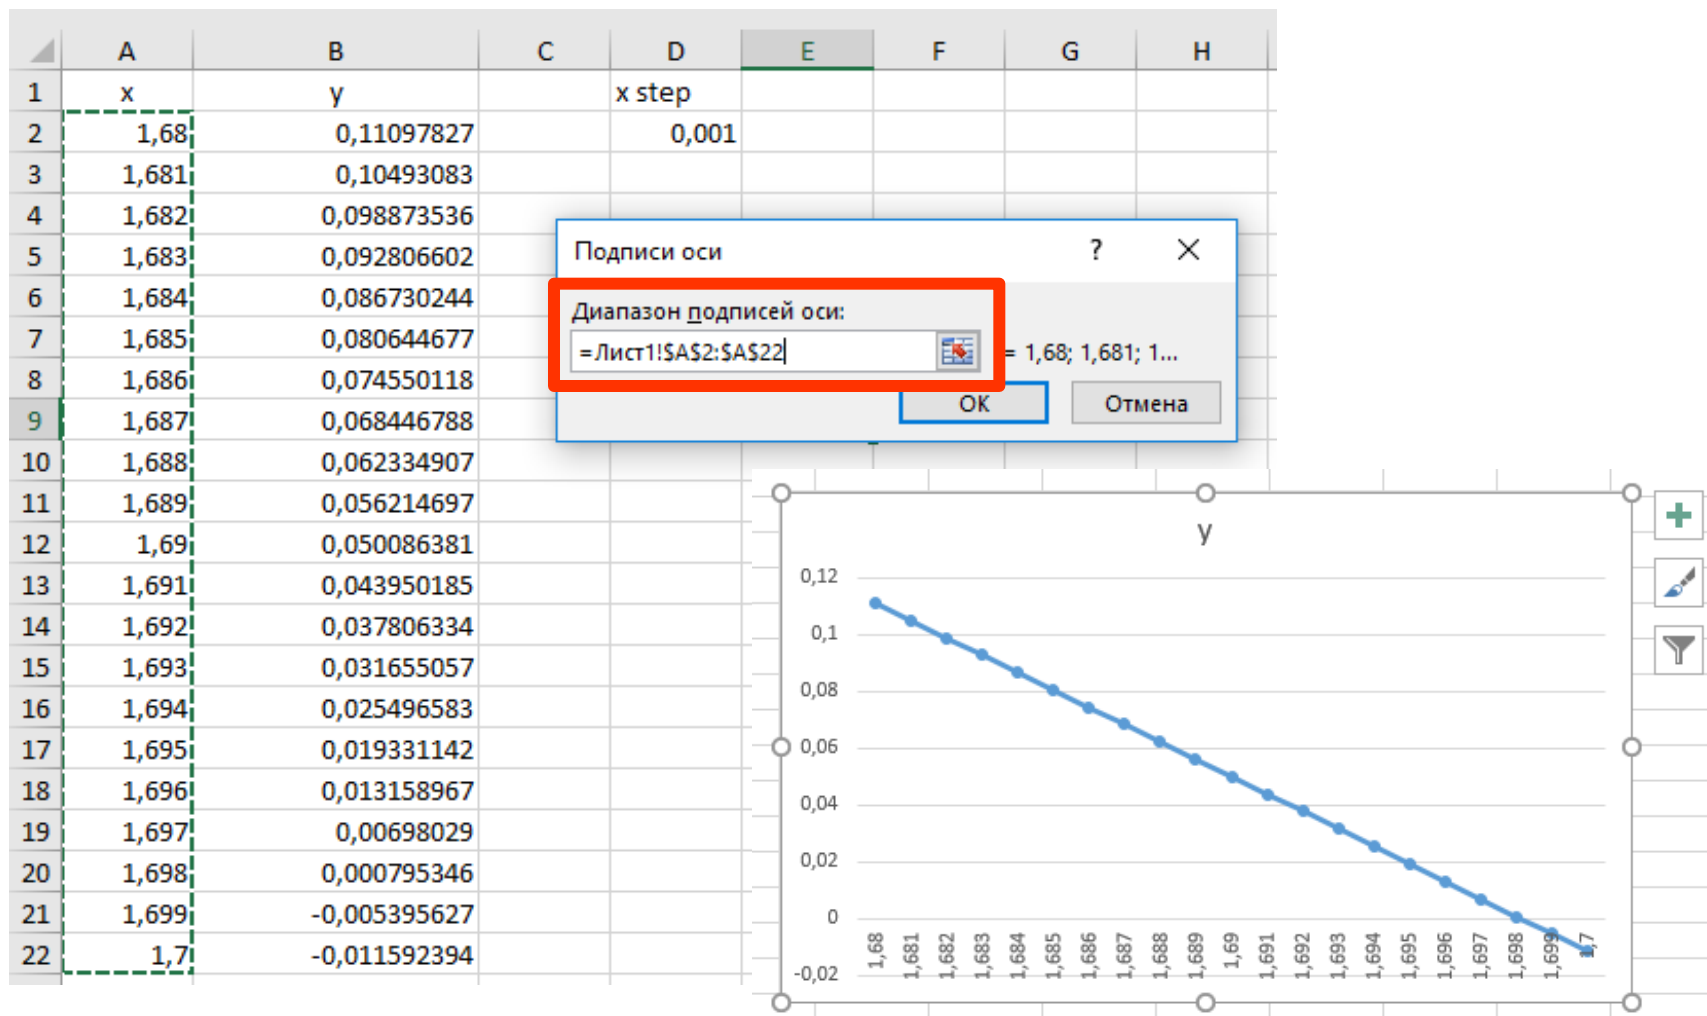 A B C D E F G H
1 x y x step
2 1,68 0,11097827 0,001
3 1,681 0,10493083
4 1,682 0,098873536
5 1,683 0,092806602
6 1,684 0,086730244
7 1,685 0,080644677
8 1,686 0,074550118
9 1,687 0,068446788
10 1,688 0,062334907
11 1,689 0,056214697
12 1,69 0,050086381
13 1,691 0,043950185
14 1,692 0,037806334
15 1,693 0,031655057
16 1,694 0,025496583
17 1,695 0,019331142
18 1,696 0,013158967
19 1,697 0,00698029
20 1,698 0,000795346
21 1,699 -0,005395627
22 1,7 -0,011592394
Подписи оси ?
Диапазон подписей оси:
=Лист1!$A$2:$A$22 = 1,68; 1,681; 1...
ОК Отмена
y
0,12
0,1
0,08
0,06
0,04
0,02
0
-0,02
1,68 1,681 1,682 1,683 1,684 1,685 1,686 1,687 1,688 1,689 1,69 1,691 1,692 1,693 1,694 1,695 1,696 1,697 1,698 1,699 1,7